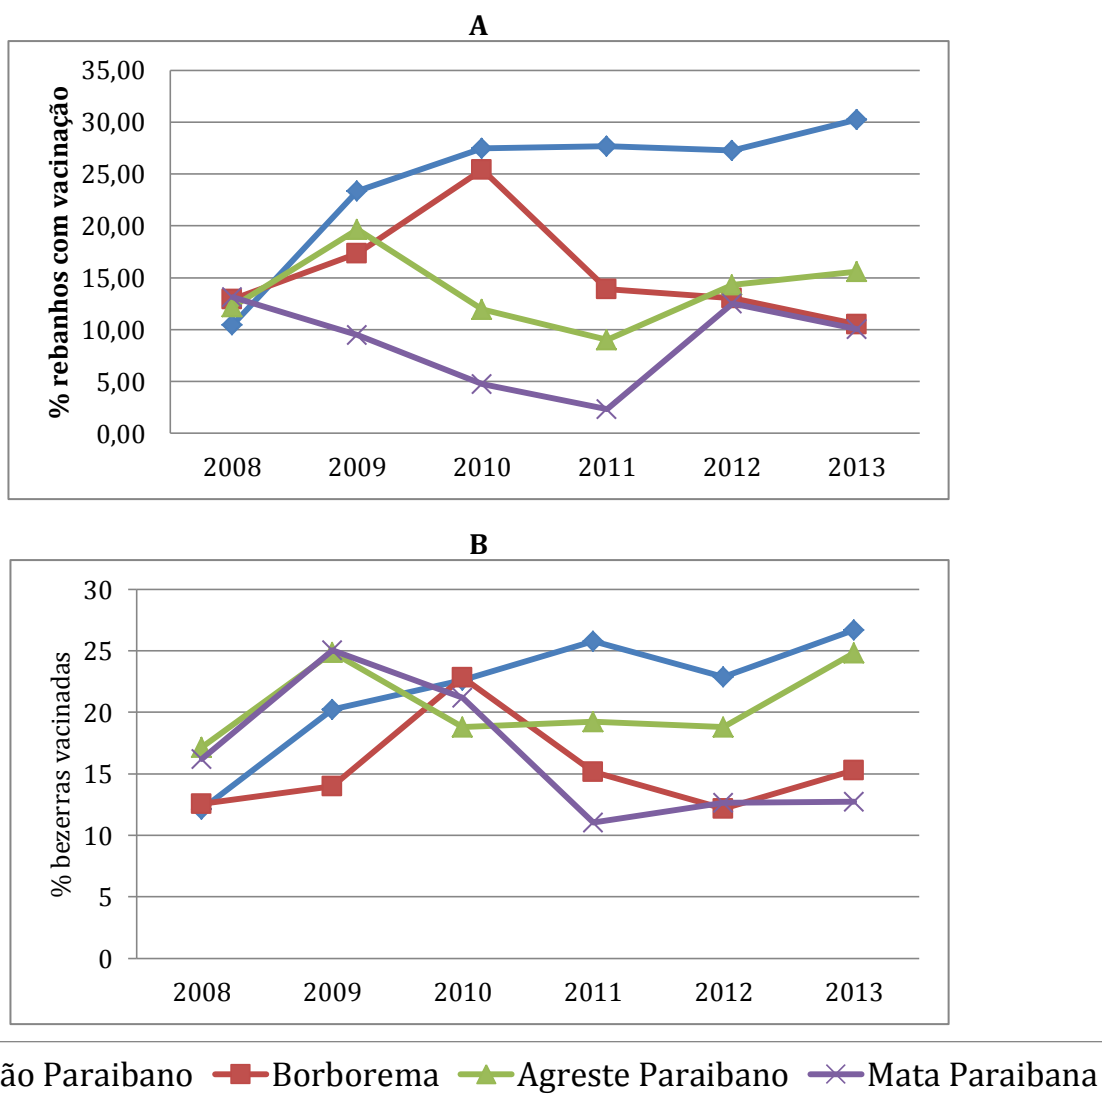 A
% rebanhos com vacinação
35,00
30,00
25,00
20,00
15,00
10,00
5,00
0,00
2008 2009 2010 2011 2012 2013
B
% bezerras vacinadas
30
25
20
15
10
5
0
2008 2009 2010 2011 2012 2013
ão Paraibano Borborema Agreste Paraibano Mata Paraibana